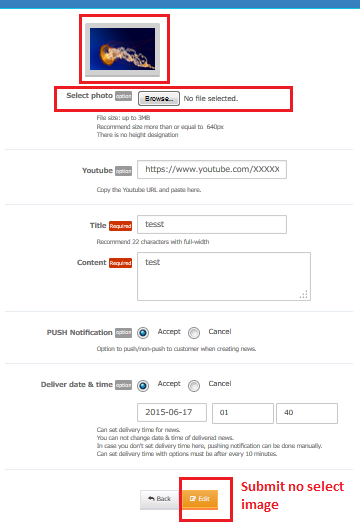 Select photo option Browse.. No file selected.
File size: up to 3MB
Recommend size more than or equal to 640px
There is no height designation
Youtube option https://www.youtube.com/XXXXX
Copy the Youtube URL and paste here.
Title Required tesst
Recommend 22 characters with full-width
Content Required test
PUSH Notification option Accept Cancel
Option to push/non-push to customer when creating news.
Deliver date & time option Accept Cancel
2015-06-17 01 40
Can set delivery time for news.
You can not change date & time of delivered news.
In case you don't set delivery time here, pushing notification can be done manually.
Can set delivery time with options must be after every 10 minutes.
Back Edit
Submit no select
image